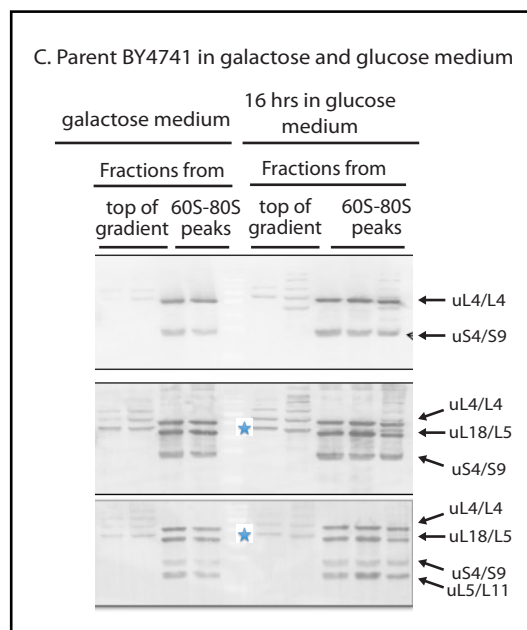 C. Parent BY4741 in galactose and glucose medium
galactose medium
16 hrs in glucose
medium
Fractions from
Fractions from
top of
gradient
60S-80S
peaks
top of
gradient
60S-80S
peaks
uL4/L4
uS4/S9
uL4/L4
uL18/L5
uS4/S9
uL4/L4
uL18/L5
uS4/S9
uL5/L11